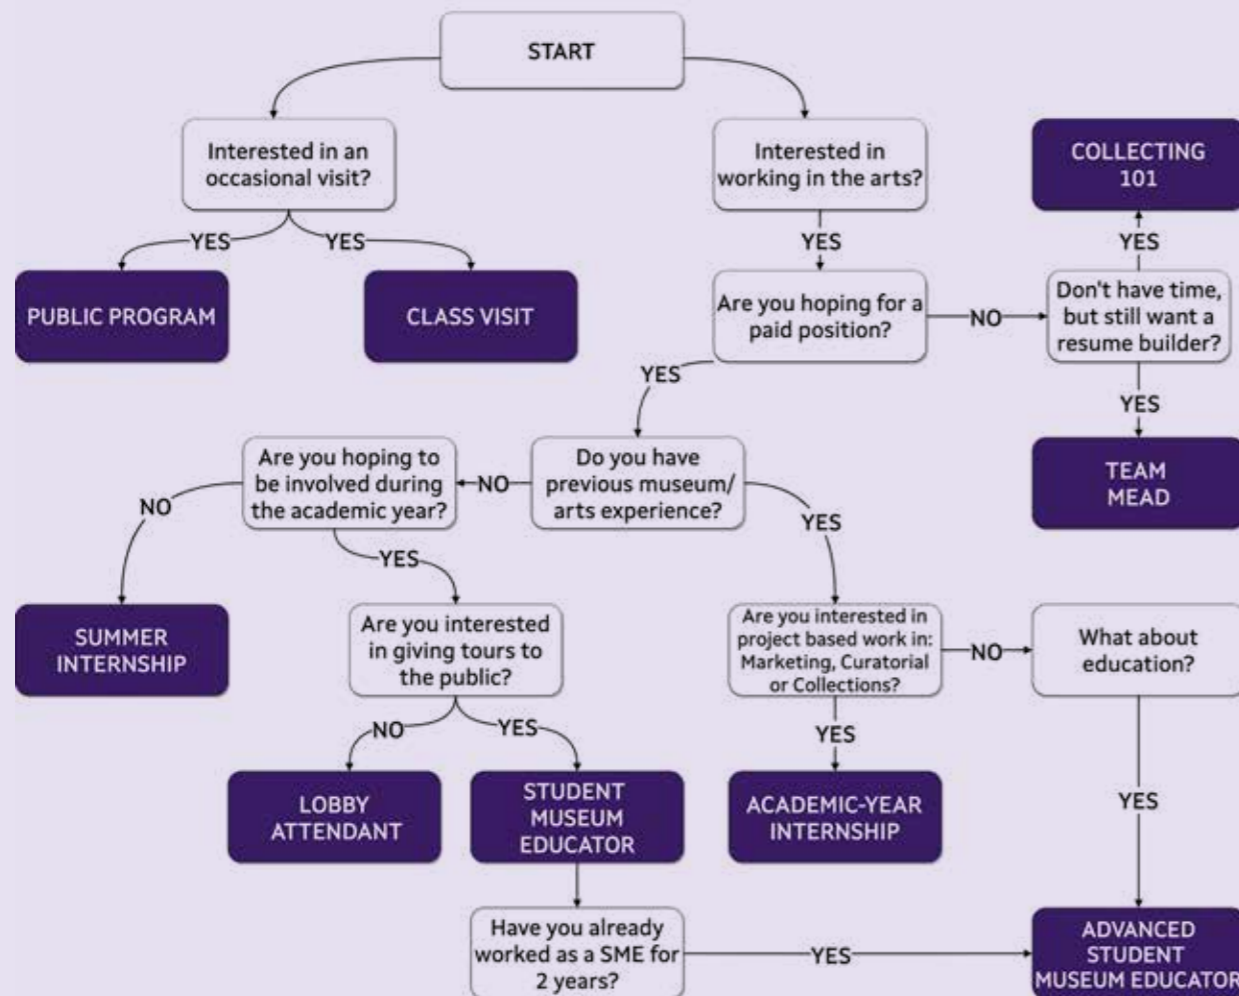 START
Interested in an
occasional visit?
Interested in
working in the arts?
COLLECTING
101
YES
YES
YES
YES
PUBLIC PROGRAM
CLASS VISIT
Are you hoping for a
paid position?
NO
Don't have time,
but still want a
resume builder?
YES
YES
Are you hoping to
be involved during
the academic year?
NO
Do you have
previous museum/
arts experience?
TEAM
MEAD
NO
YES
YES
SUMMER
INTERNSHIP
Are you interested
in giving tours to
the public?
Are you interested in
project based work in:
Marketing, Curatorial
or Collections?
NO
What about
education?
NO
YES
YES
LOBBY
ATTENDANT
STUDENT
MUSEUM
EDUCATOR
ACADEMIC-YEAR
INTERNSHIP
YES
Have you already
worked as a SME for
2 years?
YES
ADVANCED
STUDENT
MUSEUM EDUCATOR